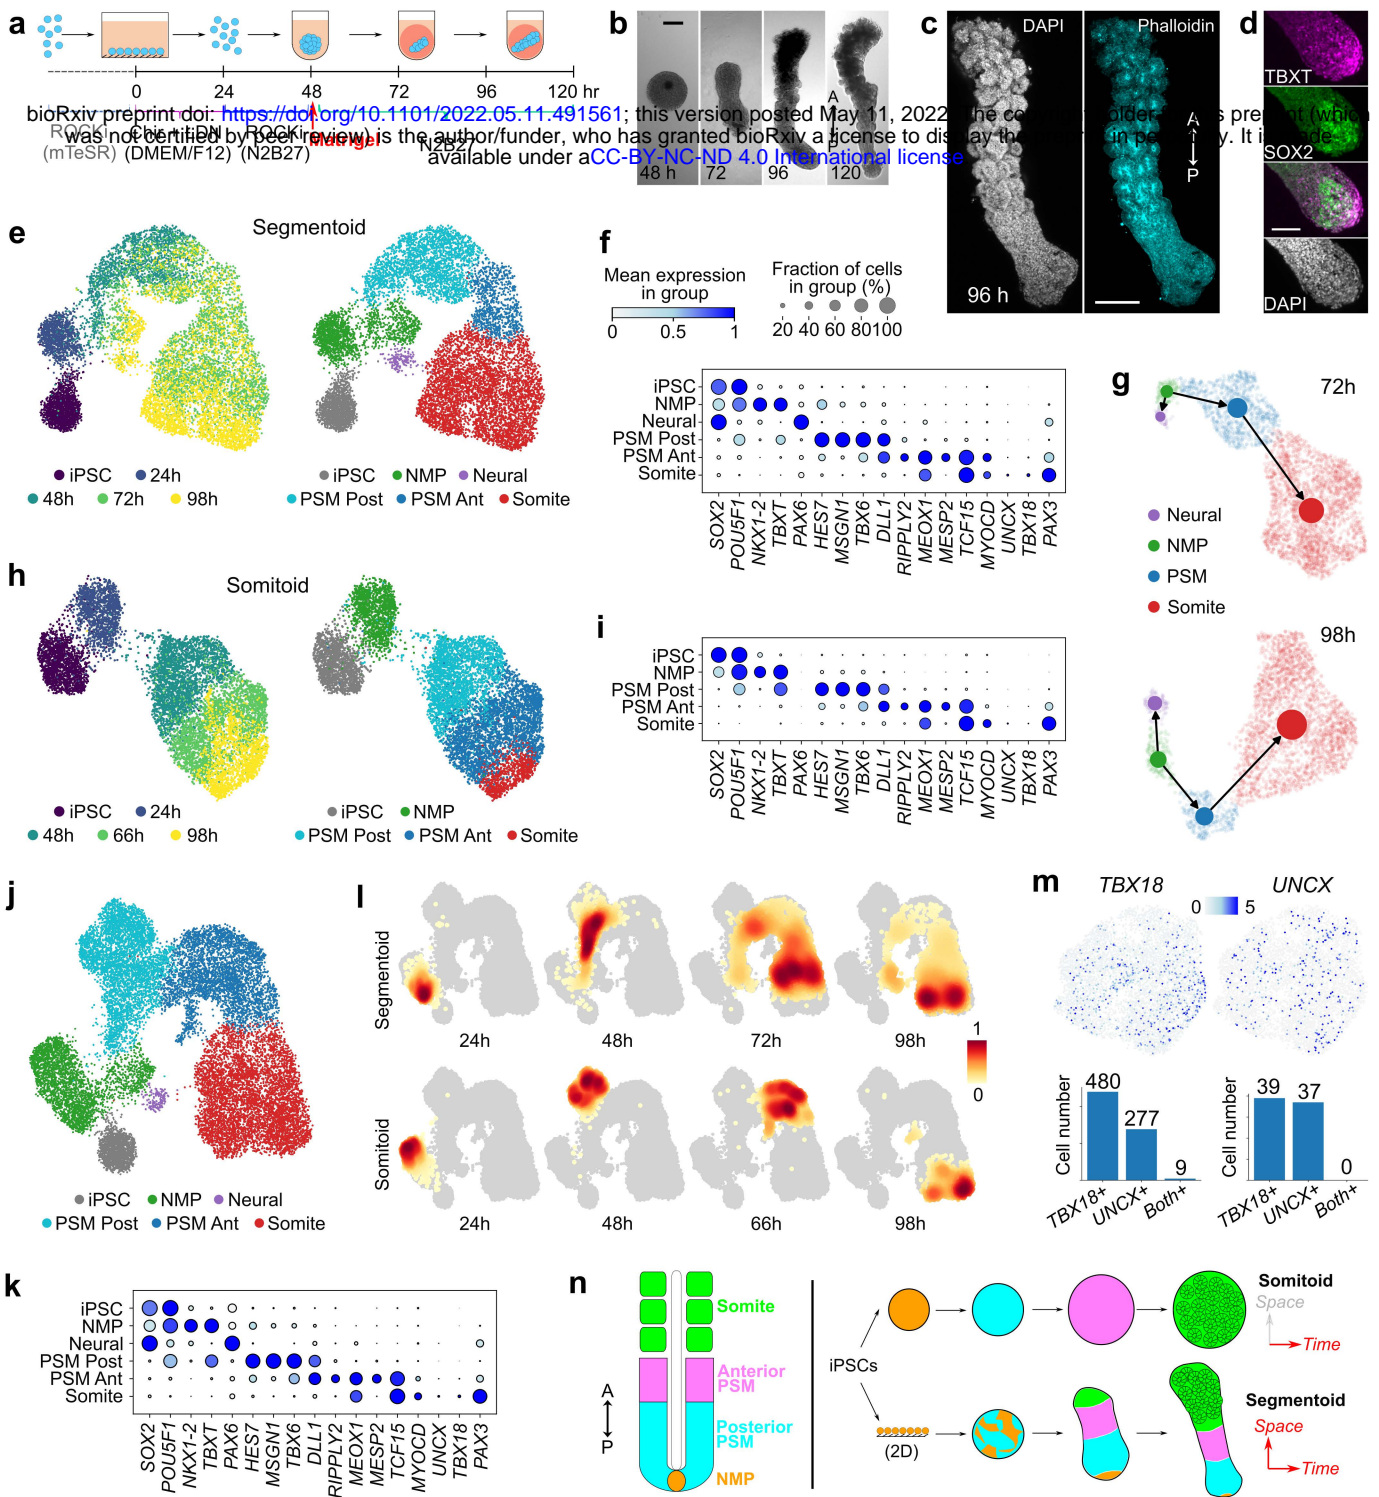 a
0 24 48 72 96 120 hr
bioRxiv preprint doi: https://doi.org/10.1101/2022.05.11.491561; this version posted May 11, 2022. The copyright holder for this preprint (which
was not certified by peer review) is the author/funder, who has granted bioRxiv a license to display the preprint in perpetuity. It is made
available under aCC-BY-NC-ND 4.0 International license
ROCKi
(mTeSR)
Chir + LDN
(DMEM/F12)
ROCKi
(N2B27)
Matrigel
N2B27
b
A
P
48 h 72 96 120
c
DAPI
Phalloidin
A
P
96 h
d
TBXT
SOX2
DAPI
e
Segmentoid
iPSC 24h
48h 72h 98h
iPSC NMP Neural
PSM Post PSM Ant Somite
f
Mean expression
in group
0 0.5 1
Fraction of cells
in group (%)
20 40 60 80 100
iPSC
NMP
Neural
PSM Post
PSM Ant
Somite
SOX2 POU5F1 NKX1-2 TBXT PAX6 HES7 MSGN1 TBX6 DLL1 RIPPLY2 MEOX1 MESP2 TCF15 MYOCD UNCX TBX18 PAX3
g
72h
Neural
NMP
PSM
Somite
98h
h
Somitoid
iPSC 24h
48h 66h 98h
iPSC NMP
PSM Post PSM Ant Somite
i
iPSC
NMP
PSM Post
PSM Ant
Somite
SOX2 POU5F1 NKX1-2 TBXT PAX6 HES7 MSGN1 TBX6 DLL1 RIPPLY2 MEOX1 MESP2 TCF15 MYOCD UNCX TBX18 PAX3
j
iPSC NMP Neural
PSM Post PSM Ant Somite
l
Segmentoid
24h 48h 72h 98h
1
0
Somitoid
24h 48h 66h 98h
m
TBX18 UNCX
0 5
Cell number
480
277
9
TBX18+ UNCX+ Both+
Cell number
39
37
0
TBX18+ UNCX+ Both+
k
iPSC
NMP
Neural
PSM Post
PSM Ant
Somite
SOX2 POU5F1 NKX1-2 TBXT PAX6 HES7 MSGN1 TBX6 DLL1 RIPPLY2 MEOX1 MESP2 TCF15 MYOCD UNCX TBX18 PAX3
n
A
P
Somite
Anterior
PSM
Posterior
PSM
NMP
iPSCs
(2D)
Somitoid
Space
Time
Segmentoid
Space
Time